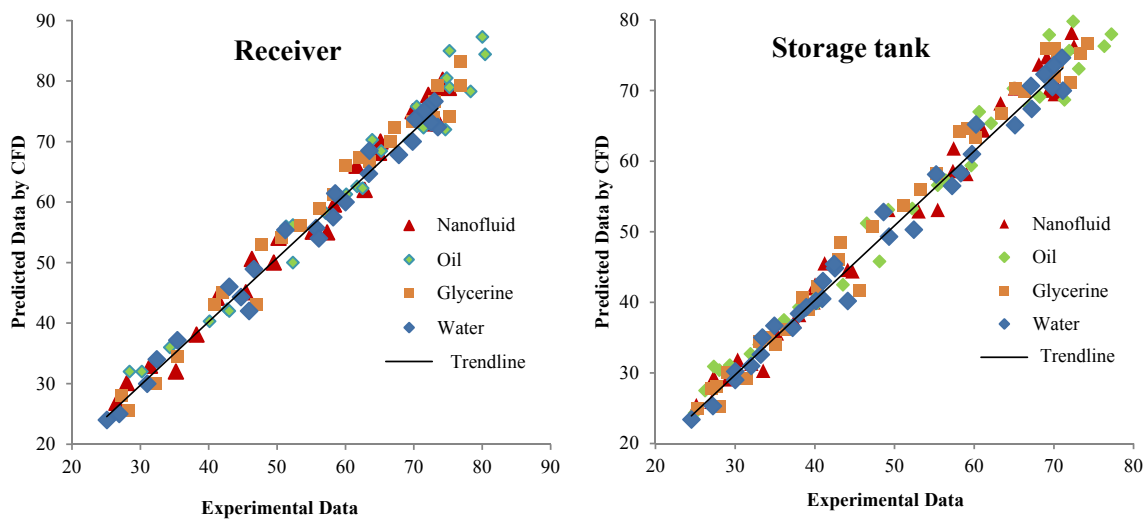 Receiver
Predicted Data by CFD
90
80
70
60
50
40
30
20
20 30 40 50 60 70 80 90
Experimental Data
Nanofluid
Oil
Glycerine
Water
Trendline
Storage tank
Predicted Data by CFD
80
70
60
50
40
30
20
20 30 40 50 60 70 80
Experimental Data
Nanofluid
Oil
Glycerine
Water
Trendline